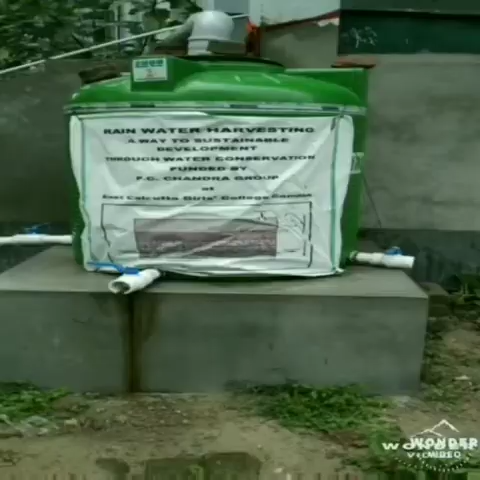 RAIN WATER HARVESTING
A WAY TO SUSTAINABLE
DEVELOPMENT
THROUGH WATER CONSERVATION
FUNDED BY
P.C. CHANDRA GROUP
at
East Calcutta Girls' College Campus
WONDER
VIDEO